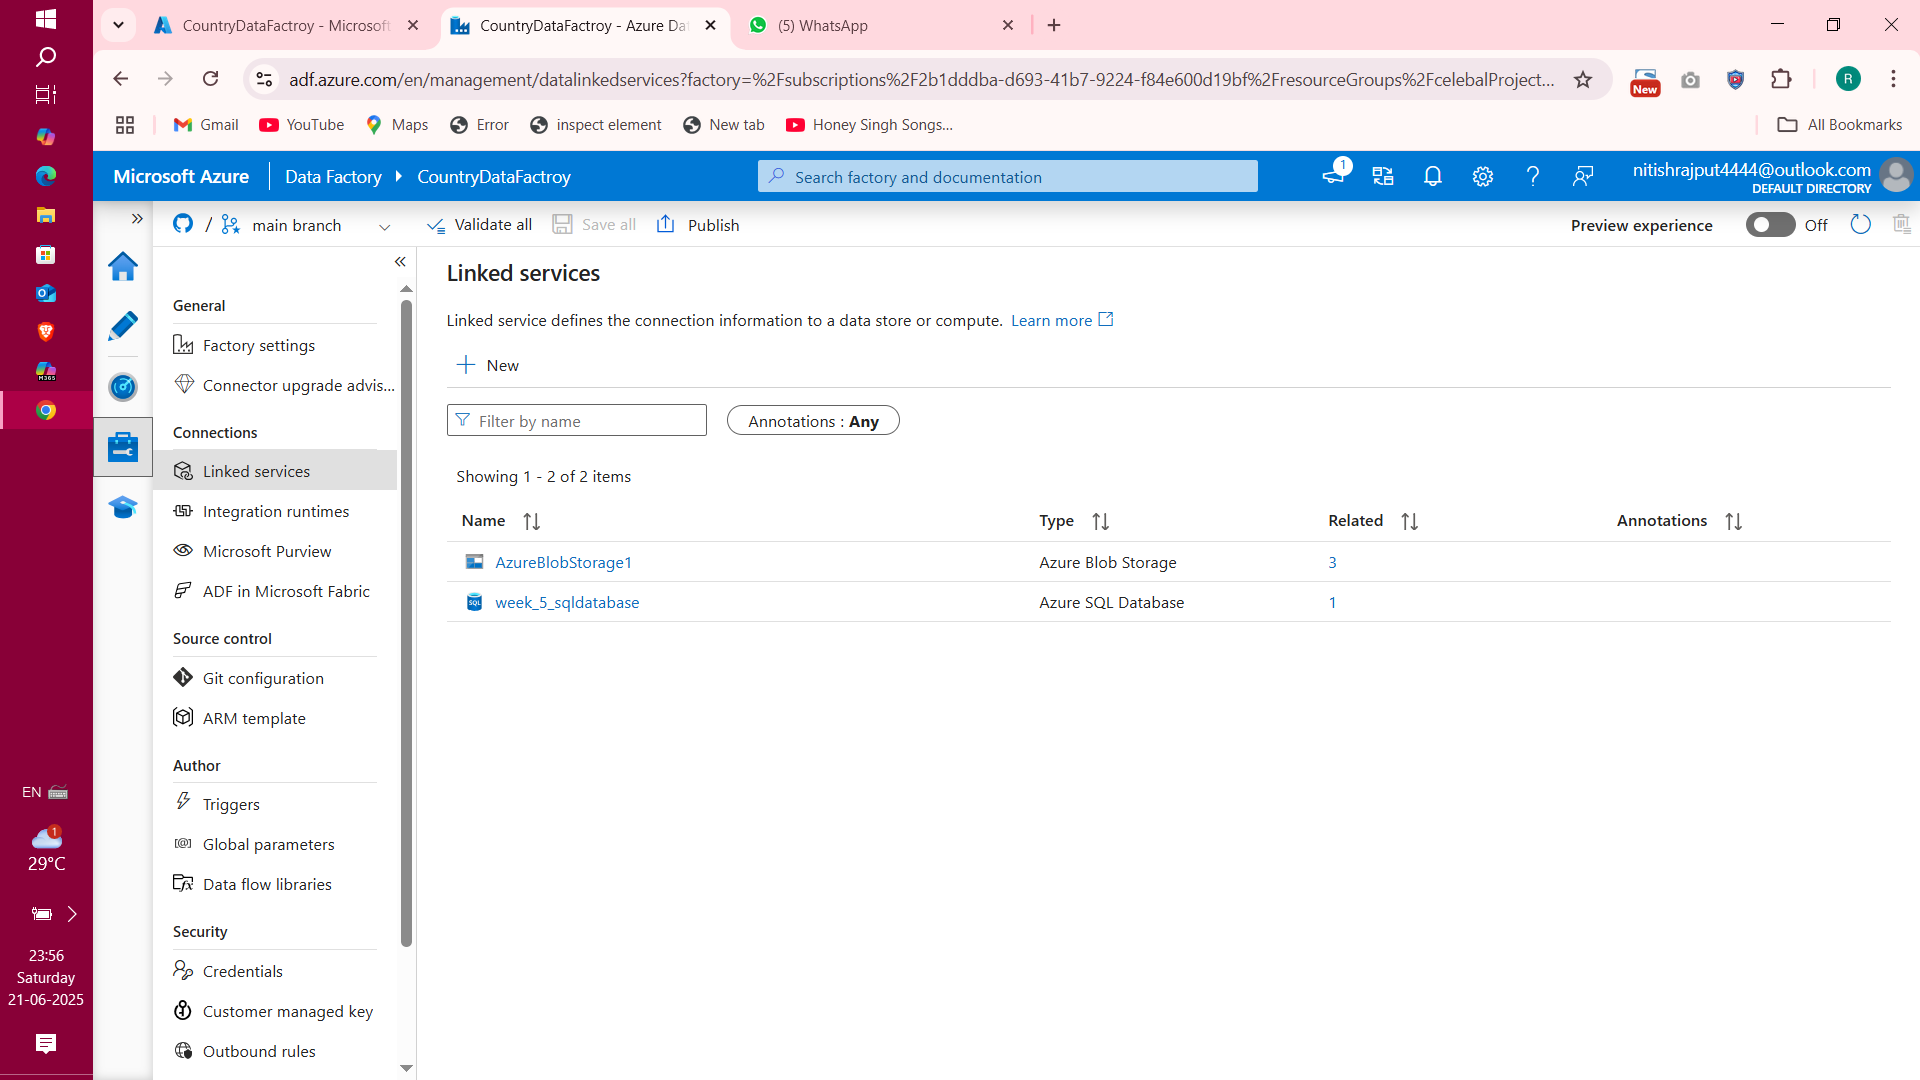 CountryDataFactroy - Microsoft
CountryDataFactroy - Azure Da
(5) WhatsApp
adf.azure.com/en/management/datalinkedservices?factory=%2Fsubscriptions%2F2b1dddba-d693-41b7-9224-f84e600d19bf%2FresourceGroups%2FcelebalProject...
New
R
Gmail
YouTube
Maps
Error
inspect element
New tab
Honey Singh Songs...
All Bookmarks
Microsoft Azure
Data Factory
CountryDataFactroy
Search factory and documentation
1
nitishrajput4444@outlook.com
DEFAULT DIRECTORY
/
main branch
Validate all
Save all
Publish
Preview experience
Off
General
Factory settings
Connector upgrade advis...
Connections
Linked services
Integration runtimes
Microsoft Purview
ADF in Microsoft Fabric
Source control
Git configuration
ARM template
Author
Triggers
Global parameters
Data flow libraries
Security
Credentials
Customer managed key
Outbound rules
Linked services
Linked service defines the connection information to a data store or compute. Learn more
New
Filter by name
Annotations : Any
Showing 1 - 2 of 2 items
Name Type Related Annotations
AzureBlobStorage1 Azure Blob Storage 3
SQL week_5_sqldatabase Azure SQL Database 1
M365
EN
1
29°C
23:56
Saturday
21-06-2025